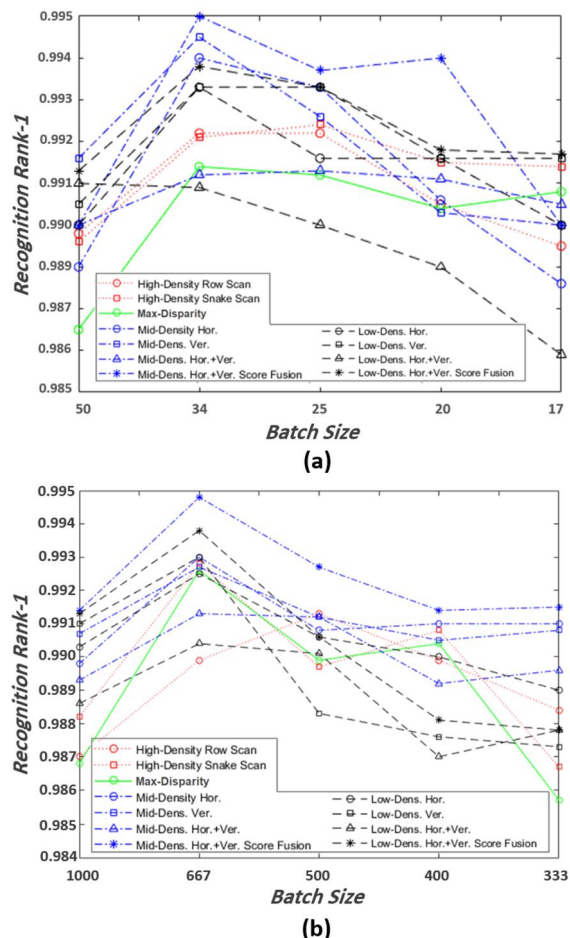 (a)
Recognition Rank-1
0.995
0.994
0.993
0.992
0.991
0.990
0.989
0.987
0.986
0.985
High-Density Row Scan
High-Density Snake Scan
Max-Disparity
Mid-Density Hor.
Mid-Dens. Ver.
Mid-Dens. Hor.+Ver.
Mid-Dens. Hor.+Ver. Score Fusion
Low-Dens. Hor.
Low-Dens. Ver.
Low-Dens. Hor.+Ver.
Low-Dens. Hor.+Ver. Score Fusion
50 34 25 20 17
Batch Size
(a)
Recognition Rank-1
0.995
0.994
0.993
0.992
0.991
0.990
0.989
0.988
0.987
0.986
0.985
0.984
High-Density Row Scan
High-Density Snake Scan
Max-Disparity
Mid-Density Hor.
Mid-Dens. Ver.
Mid-Dens. Hor.+Ver.
Mid-Dens. Hor.+Ver. Score Fusion
Low-Dens. Hor.
Low-Dens. Ver.
Low-Dens. Hor.+Ver.
Low-Dens. Hor.+Ver. Score Fusion
1000 667 500 400 333
Batch Size
(b)